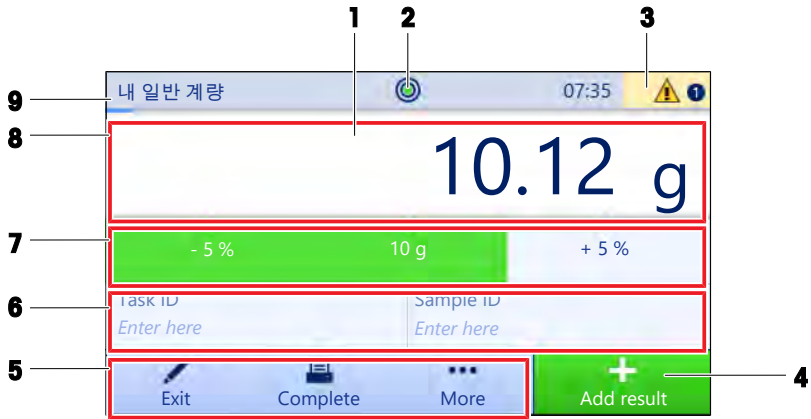 1 2 3
9 내 일반 계량 07:35 1
8 10.12 g
7 - 5 % 10 g + 5 %
6 Task ID Sample ID
Enter here Enter here
5 Exit Complete More Add result 4